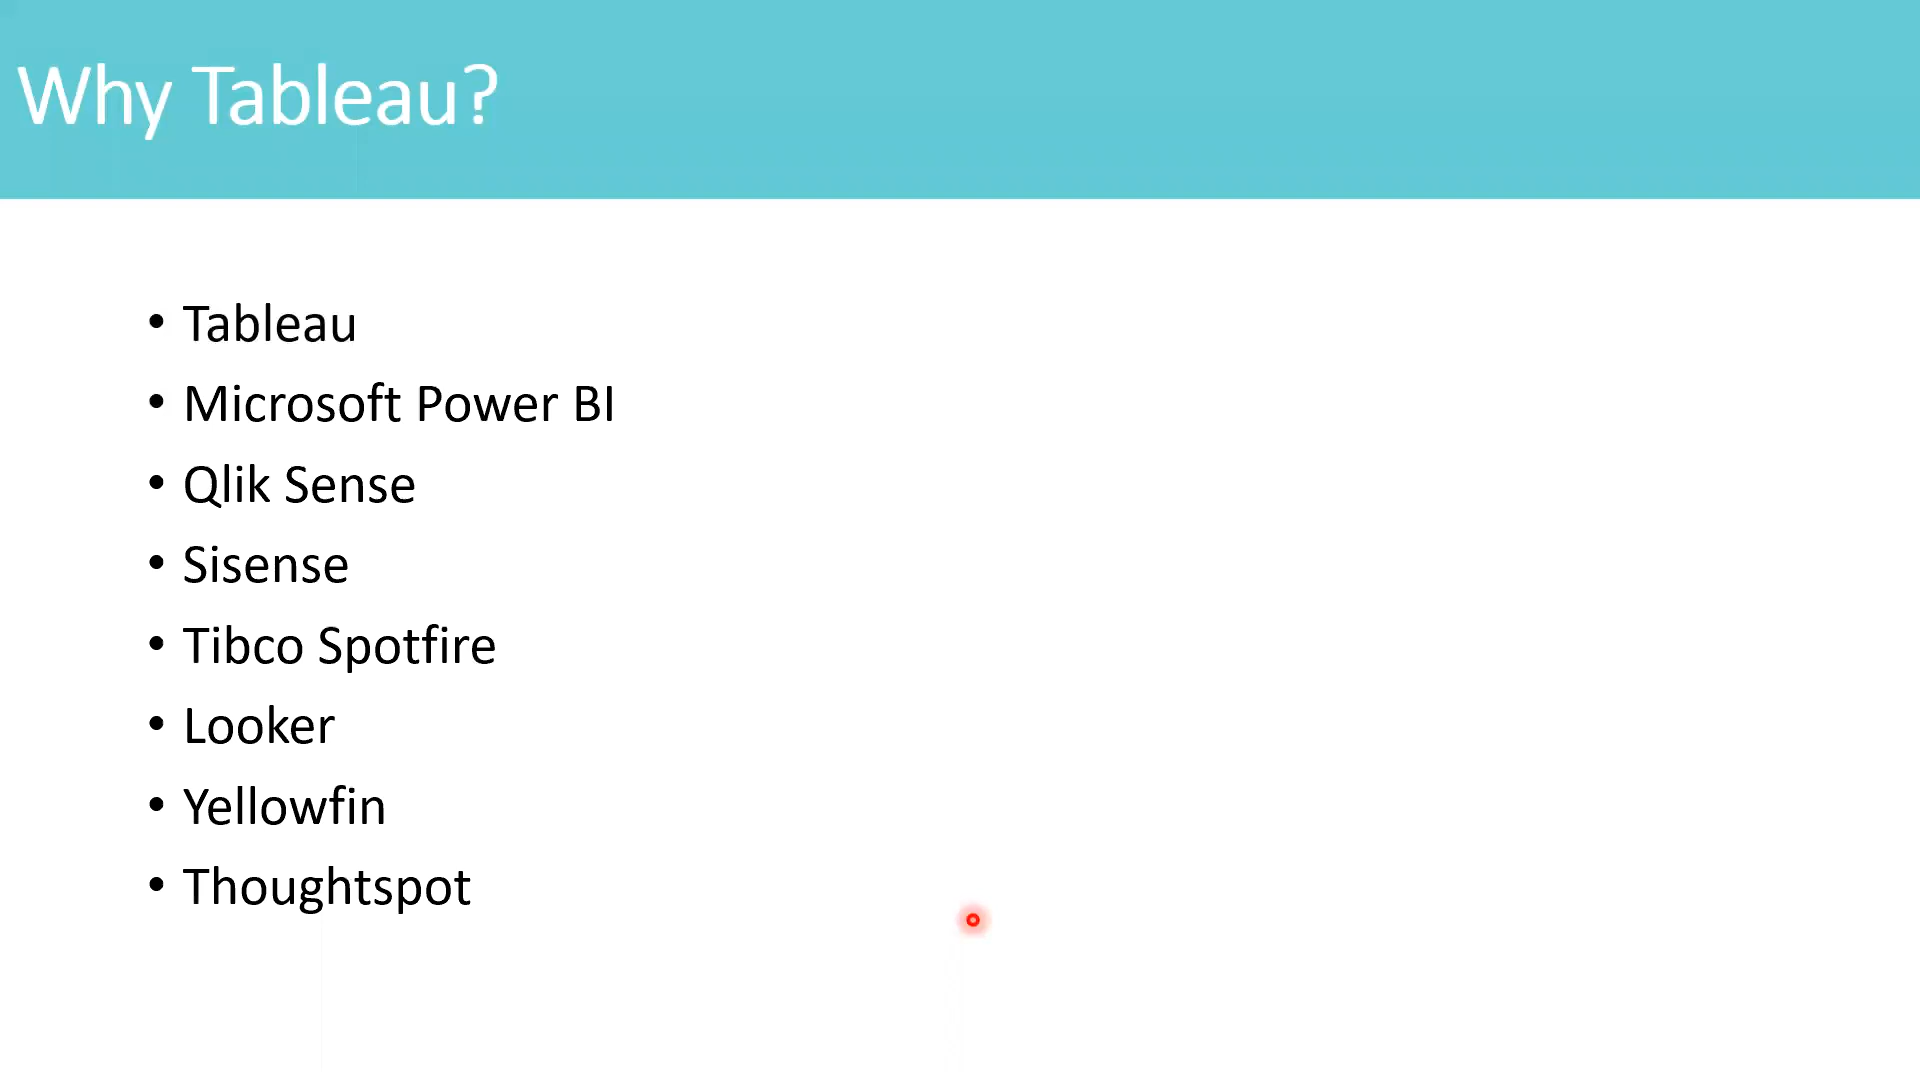 Why Tableau?
• Tableau
• Microsoft Power BI
• Qlik Sense
• Sisense
• Tibco Spotfire
• Looker
• Yellowfin
• Thoughtspot